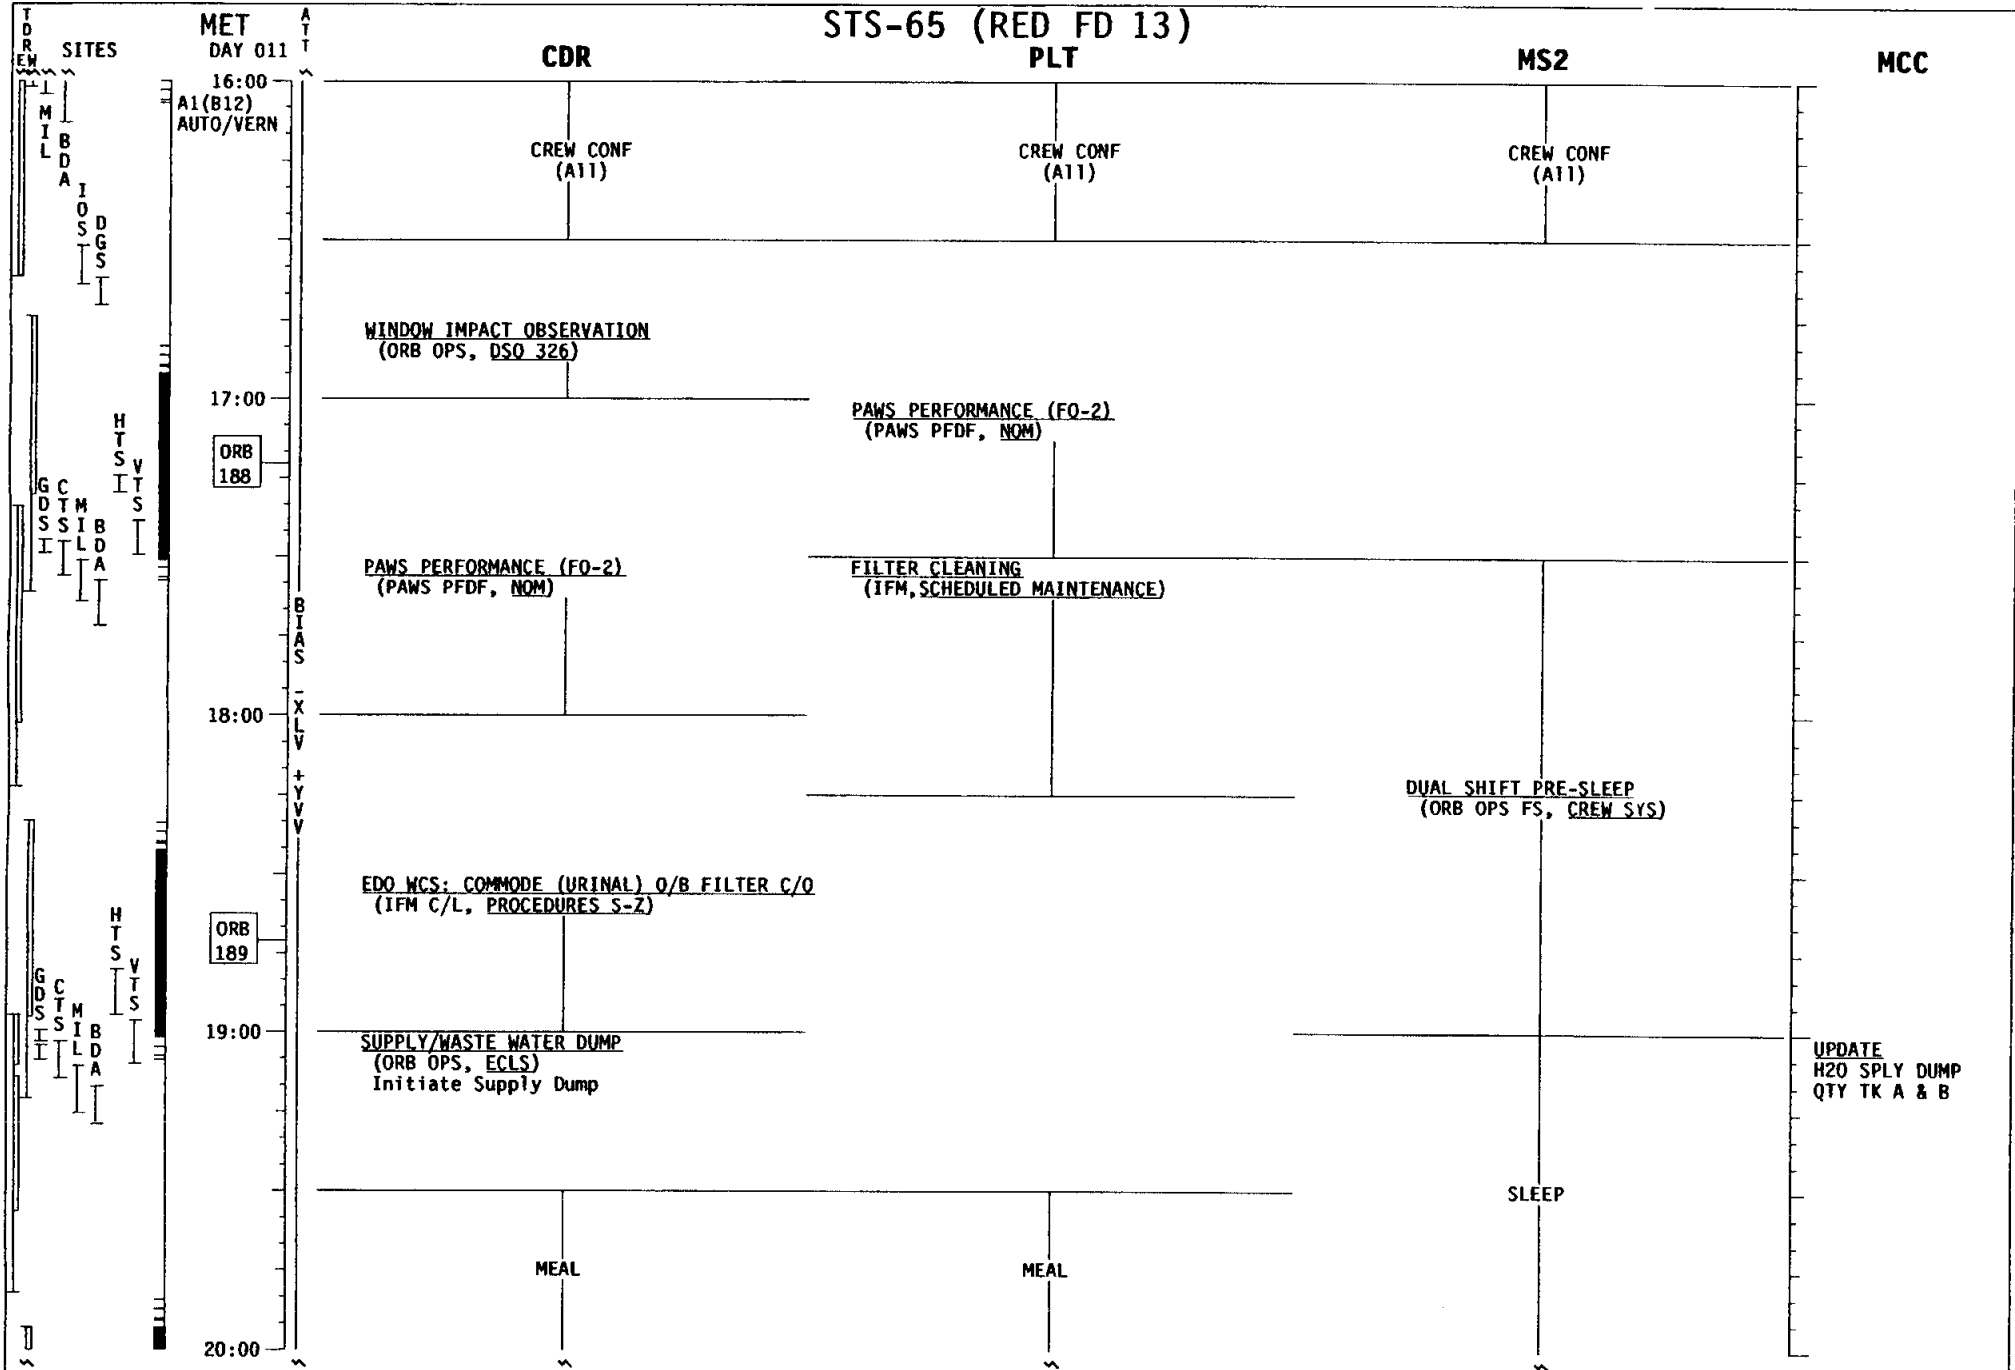 STS-65 (RED FD 13)
TDR
E W
SITES
MET
DAY 011
ATT
CDR
PLT
MS2
MCC
16:00
A1(B12)
AUTO/VERN
MIL
BDA
IOS
DGS
CREW CONF
(All)
CREW CONF
(All)
CREW CONF
(All)
WINDOW IMPACT OBSERVATION
(ORB OPS, DSO 326)
17:00
PAWS PERFORMANCE (FO-2)
(PAWS PFDF, NOM)
HTS
VTS
ORB
188
GDS
CTS
MIL
BDA
PAWS PERFORMANCE (FO-2)
(PAWS PFDF, NOM)
FILTER CLEANING
(IFM,SCHEDULED MAINTENANCE)
BIAS -XLV +YVV
18:00
DUAL SHIFT PRE-SLEEP
(ORB OPS FS, CREW SYS)
EDO WCS: COMMODE (URINAL) O/B FILTER C/O
(IFM C/L, PROCEDURES S-Z)
HTS
VTS
ORB
189
GDS
CTS
MIL
BDA
19:00
SUPPLY/WASTE WATER DUMP
(ORB OPS, ECLS)
Initiate Supply Dump
UPDATE
H2O SPLY DUMP
QTY TK A & B
SLEEP
MEAL
MEAL
20:00